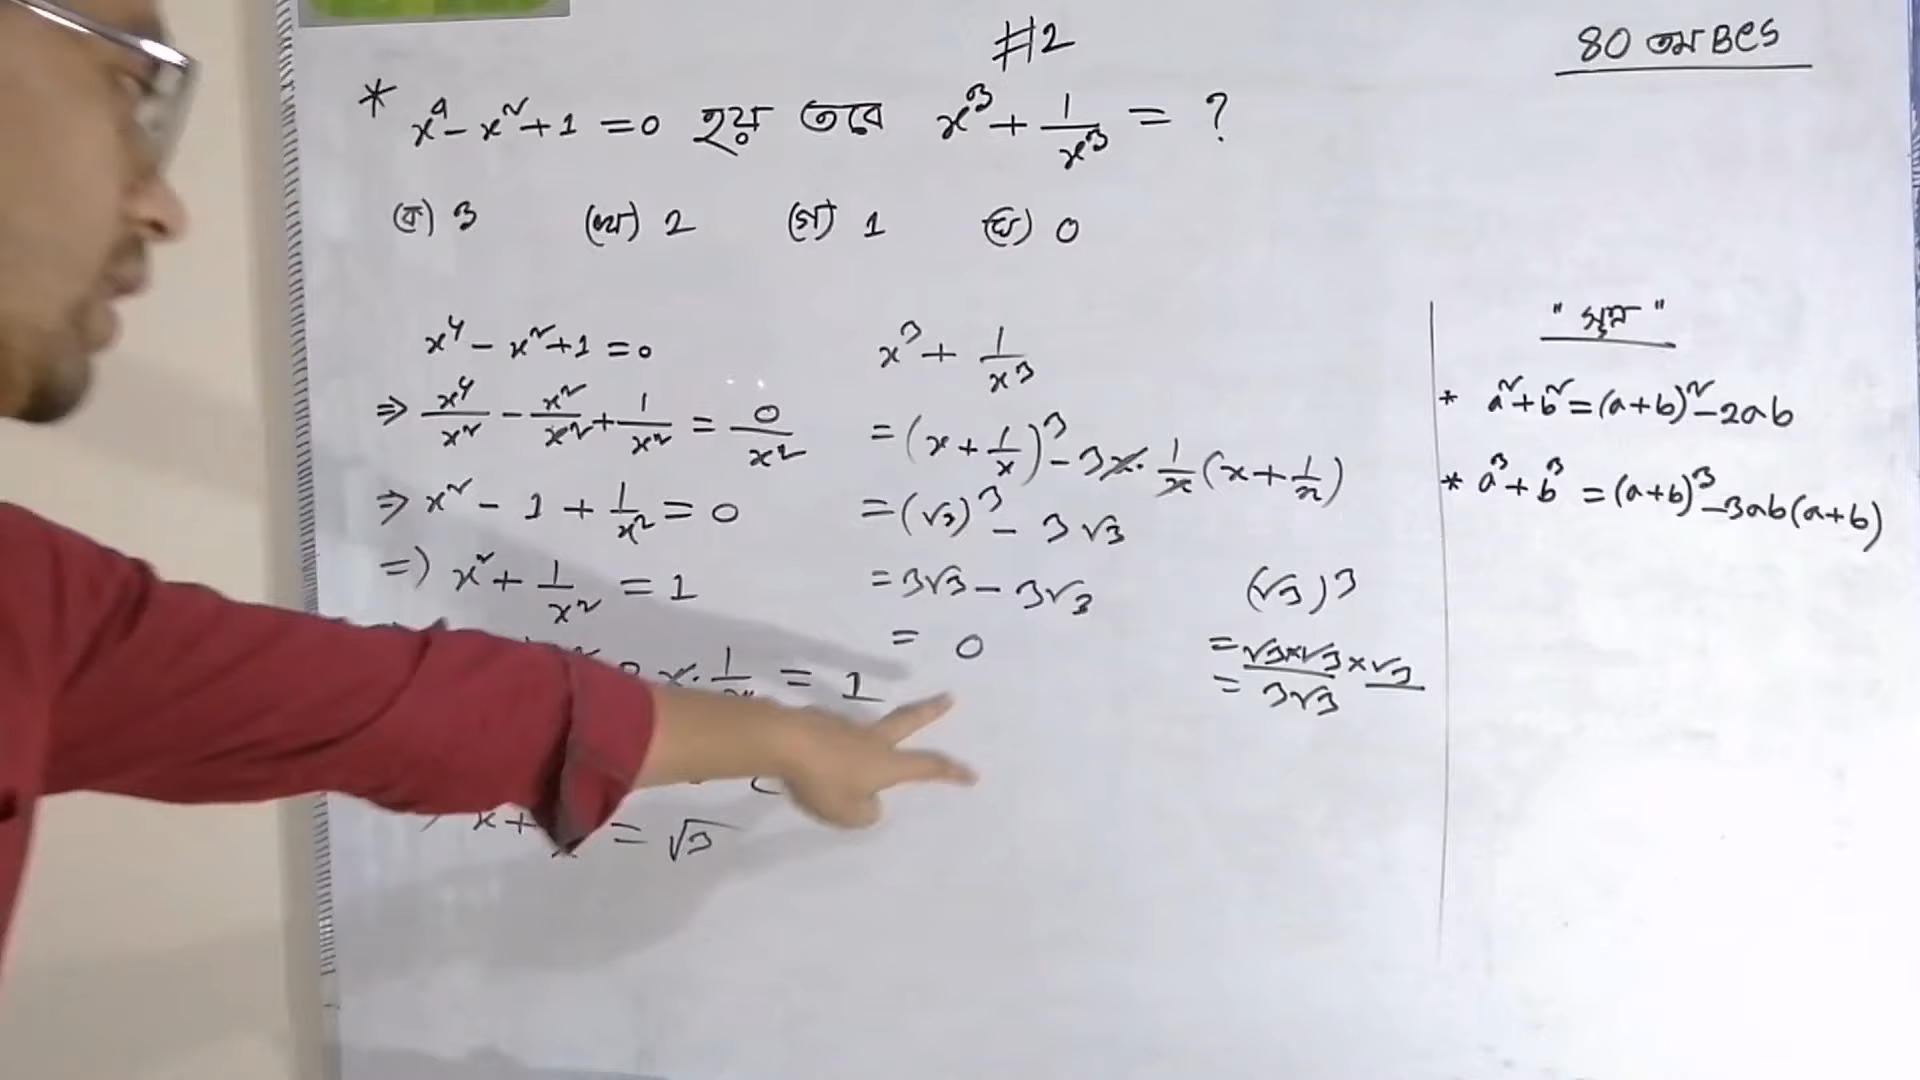 #2
80 তম BCS
* x⁴ - x² + 1 = 0 হয় তবে x³ + 1/x³ = ?
(ক) 3 (খ) 2 (গ) 1 (ঘ) 0
x⁴ - x² + 1 = 0
⇒ x⁴/x² - x²/x² + 1/x² = 0/x²
⇒ x² - 1 + 1/x² = 0
⇒ x² + 1/x² = 1
x · 1/x = 1
x + = √3
x³ + 1/x³
= (x + 1/x)³ - 3x · 1/x (x + 1/x)
= (√3)³ - 3√3
= 3√3 - 3√3
= 0
(√3)3
= √3×√3×√3
= 3√3
"সূত্র"
* a² + b² = (a+b)² - 2ab
* a³ + b³ = (a+b)³ - 3ab(a+b)